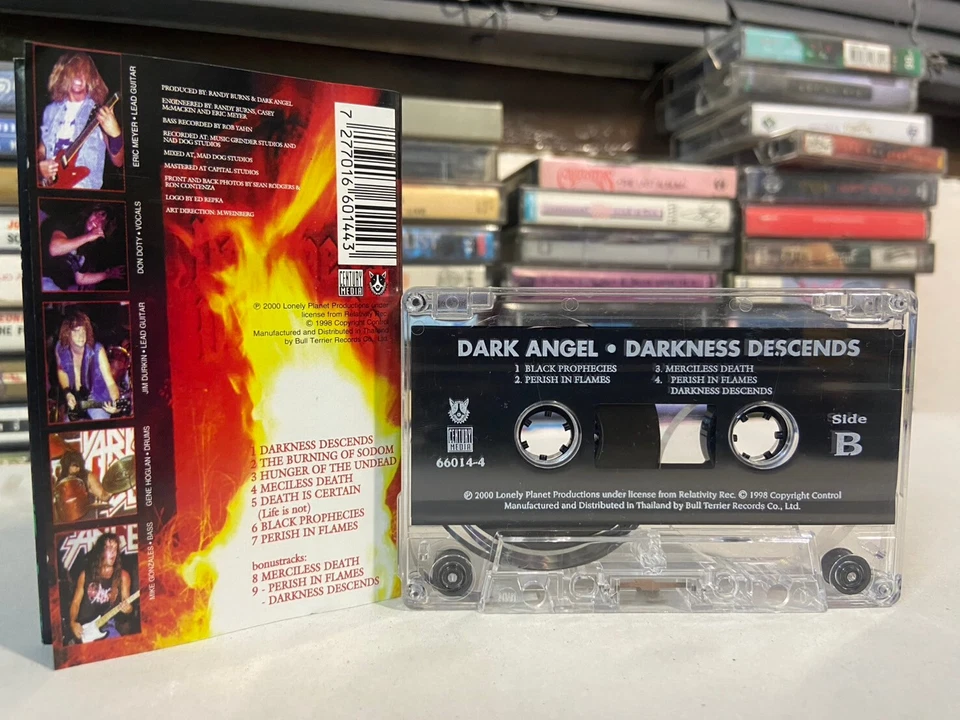 ERIC MEYER • LEAD GUITAR
DON DOTY • VOCALS
JIM DURKIN • LEAD GUITAR
GENE HOGLAN • DRUMS
MIKE GONZALES • BASS
PRODUCED BY: RANDY BURNS & DARK ANGEL
ENGINEERED BY: RANDY BURNS, CASEY
McMACKIN AND ERIC MEYER
BASS RECORDED BY ROB YAHN
RECORDED AT: MUSIC GRINDER STUDIOS AND
NAD DOG STUDIOS
MIXED AT, MAD DOG STUDIOS
MASTERED AT CAPITAL STUDIOS
FRONT AND BACK PHOTOS BY SEAN RODGERS &
RON CONTENZA
LOGO BY ED REPKA
ART DIRECTION: M.WEINBERG
7 27701 6 60144 3
CENTURY
MEDIA
℗ 2000 Lonely Planet Productions under
license from Relativity Rec.
© 1998 Copyright Control
Manufactured and Distributed in Thailand
by Bull Terrier Records Co., Ltd.
1 DARKNESS DESCENDS
2 THE BURNING OF SODOM
3 HUNGER OF THE UNDEAD
4 MECILESS DEATH
5 DEATH IS CERTAIN
(Life is not)
6 BLACK PROPHECIES
7 PERISH IN FLAMES
bonustracks:
8 MERCILESS DEATH
9 - PERISH IN FLAMES
- DARKNESS DESCENDS
DARK ANGEL • DARKNESS DESCENDS
1 BLACK PROPHECIES
2. PERISH IN FLAMES
3. MERCILESS DEATH
4. PERISH IN FLAMES
DARKNESS DESCENDS
CENTURY
MEDIA
66014-4
Side
B
℗ 2000 Lonely Planet Productions under license from Relativity Rec. © 1998 Copyright Control
Manufactured and Distributed in Thailand by Bull Terrier Records Co., Ltd.